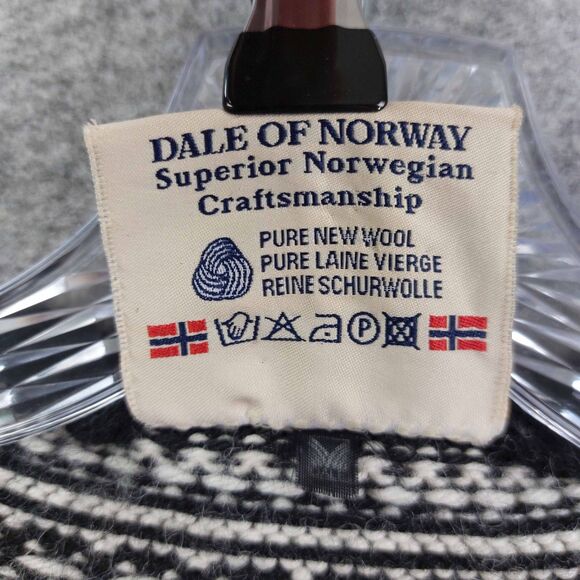 DALE OF NORWAY
Superior Norwegian
Craftsmanship
PURE NEW WOOL
PURE LAINE VIERGE
REINE SCHURWOLLE
P
M